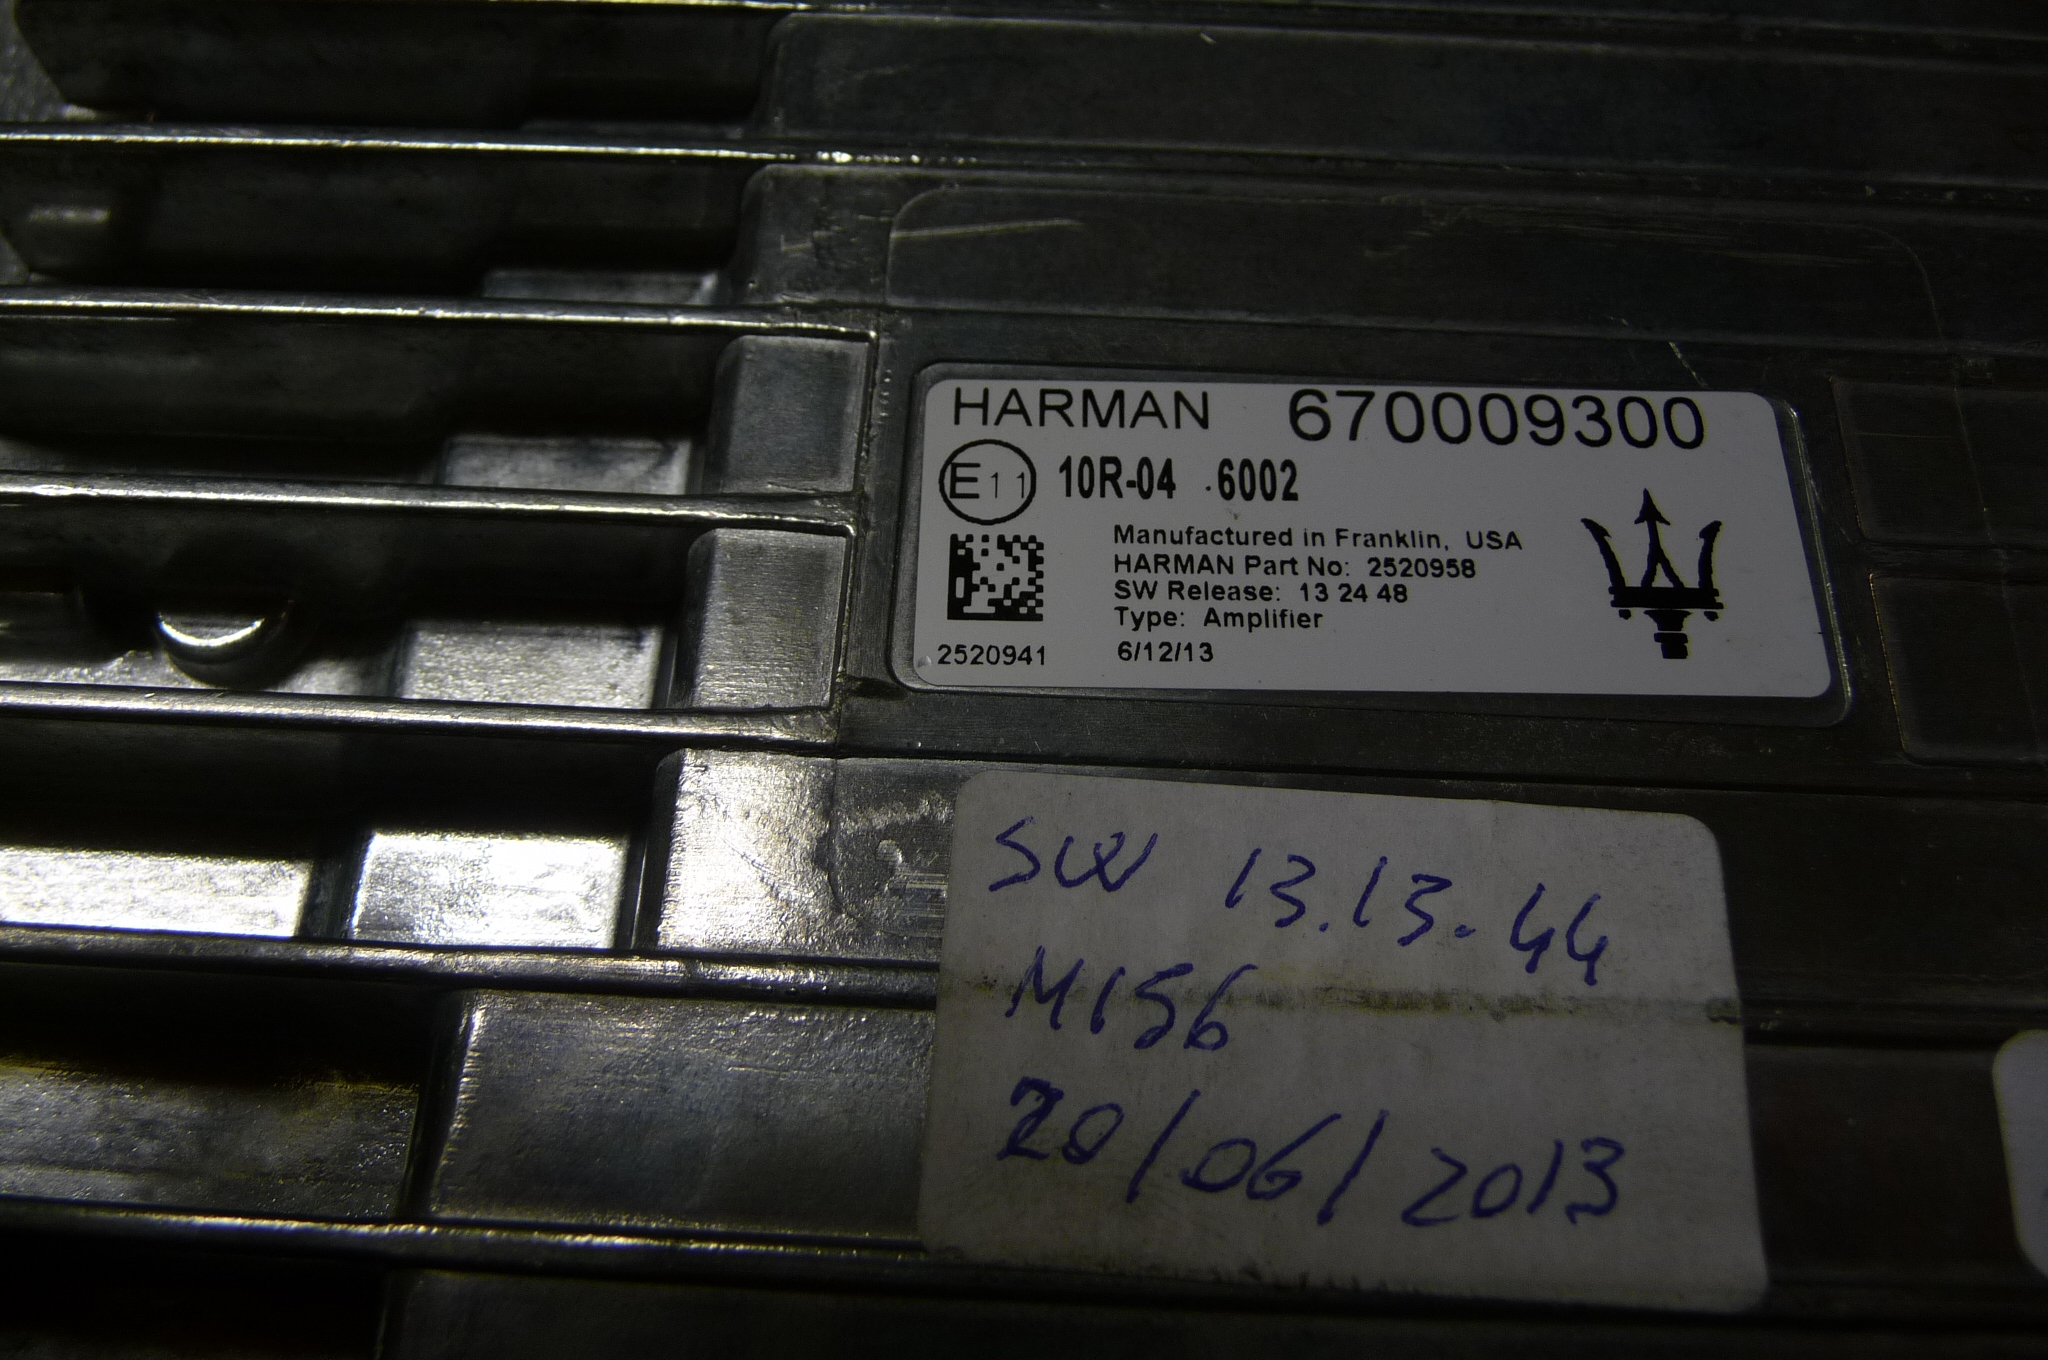 HARMAN 670009300
E11 10R-04 6002
Manufactured in Franklin, USA
HARMAN Part No: 2520958
SW Release: 13 24 48
Type: Amplifier
2520941 6/12/13
SW 13.13.44
M156
20/06/2013